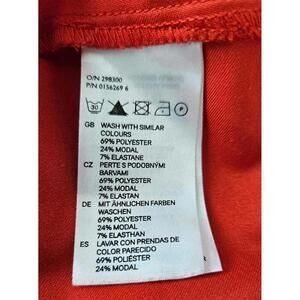 O/N 298300
P/N 0156269 6
30
GB WASH WITH SIMILAR
COLOURS
69% POLYESTER
24% MODAL
7% ELASTANE
CZ PERTE S PODOBNÝMI
BARVAMI
69% POLYESTER
24% MODAL
7% ELASTAN
DE MIT ÄHNLICHEN FARBEN
WASCHEN
69% POLYESTER
24% MODAL
7% ELASTHAN
ES LAVAR CON PRENDAS DE
COLOR PARECIDO
69% POLIÉSTER
24% MODAL